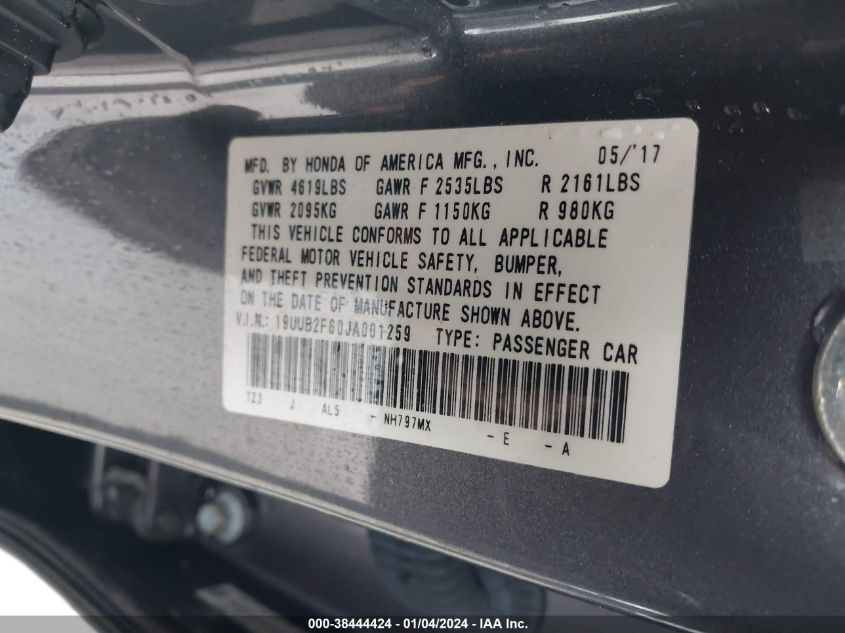 MFD. BY HONDA OF AMERICA MFG., INC. 05/'17
GVWR 4619LBS GAWR F 2535LBS R 2161LBS
GVWR 2095KG GAWR F 1150KG R 980KG
THIS VEHICLE CONFORMS TO ALL APPLICABLE
FEDERAL MOTOR VEHICLE SAFETY, BUMPER,
AND THEFT PREVENTION STANDARDS IN EFFECT
ON THE DATE OF MANUFACTURE SHOWN ABOVE.
V.I.N.: 19UUB2F60JA001259 TYPE: PASSENGER CAR
TZ3 J AL5 - NH797MX - E - A
000-38444424 - 01/04/2024 - IAA Inc.